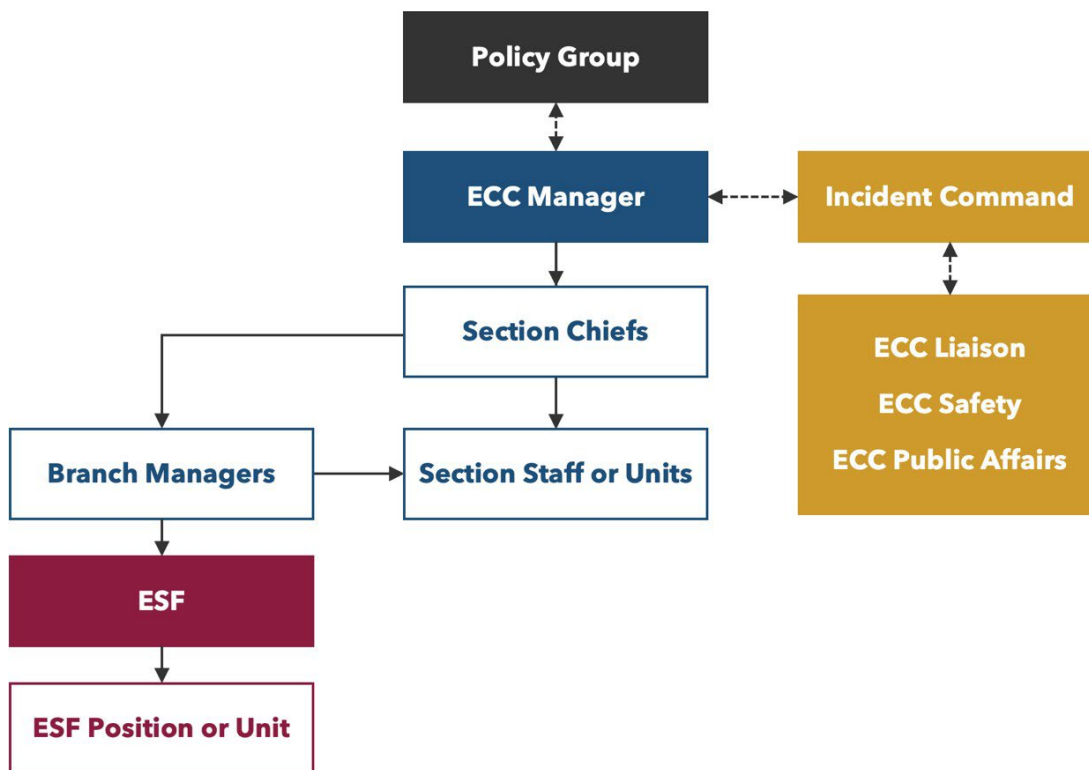 Policy Group
ECC Manager
Incident Command
Section Chiefs
ECC Liaison
ECC Safety
ECC Public Affairs
Branch Managers
Section Staff or Units
ESF
ESF Position or Unit